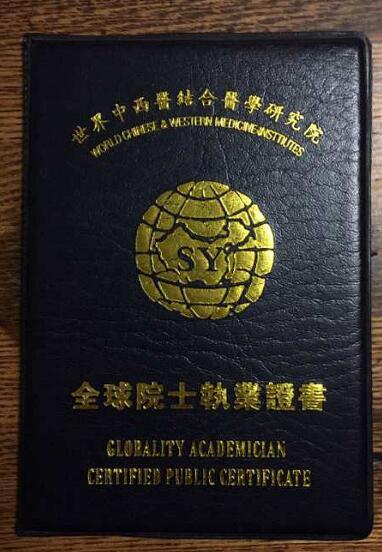 世界中西醫結合醫學研究院
WORLD CHINESE & WESTERN MEDICINE INSTITUTES
SY
全球院士執業證書
GLOBALITY ACADEMICIAN
CERTIFIED PUBLIC CERTIFICATE